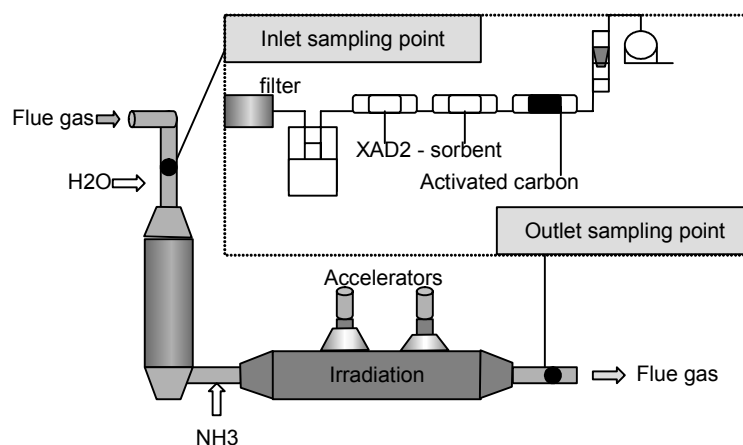 Inlet sampling point
filter
Flue gas
XAD2 - sorbent
H2O
Activated carbon
Outlet sampling point
Accelerators
Irradiation
Flue gas
NH3